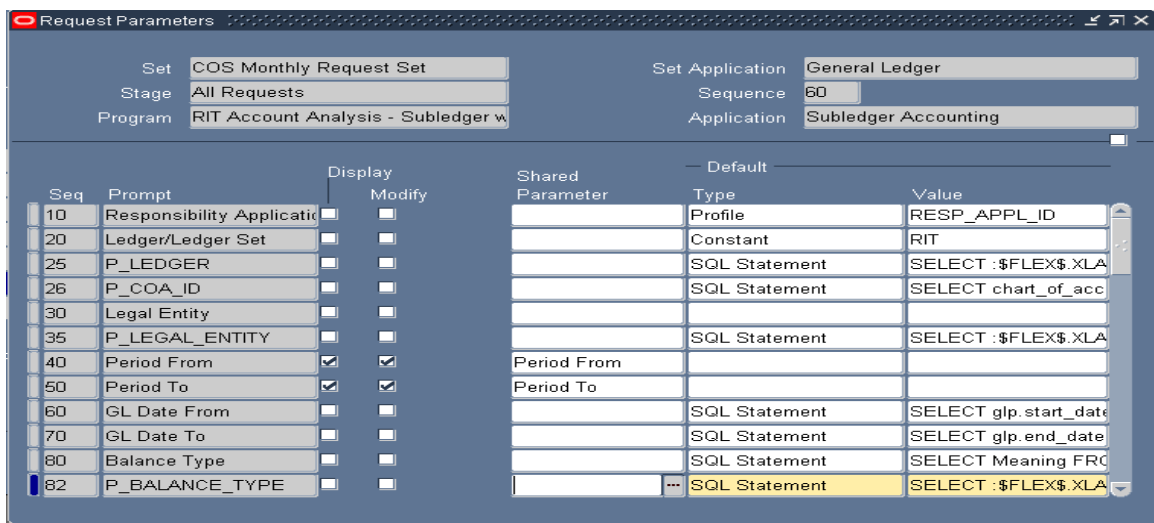 Request Parameters
Set COS Monthly Request Set Set Application General Ledger
Stage All Requests Sequence 60
Program RIT Account Analysis - Subledger w Application Subledger Accounting
Display Shared Default
Seq Prompt Modify Parameter Type Value
10 Responsibility Applicatic Profile RESP_APPL_ID
20 Ledger/Ledger Set Constant RIT
25 P_LEDGER SQL Statement SELECT :$FLEX$.XLA
26 P_COA_ID SQL Statement SELECT chart_of_acc
30 Legal Entity
35 P_LEGAL_ENTITY SQL Statement SELECT :$FLEX$.XLA
40 Period From Period From
50 Period To Period To
60 GL Date From SQL Statement SELECT glp.start_date
70 GL Date To SQL Statement SELECT glp.end_date
80 Balance Type SQL Statement SELECT Meaning FRO
82 P_BALANCE_TYPE SQL Statement SELECT :$FLEX$.XLA